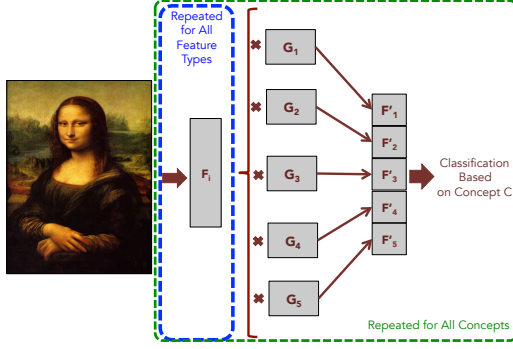 Repeated
for All
Feature
Types
F i
✖ G1
✖ G2
✖ G3
✖ G4
✖ G5
F'1
F'2
F'3
F'4
F'5
Classification
Based
on Concept C
Repeated for All Concepts